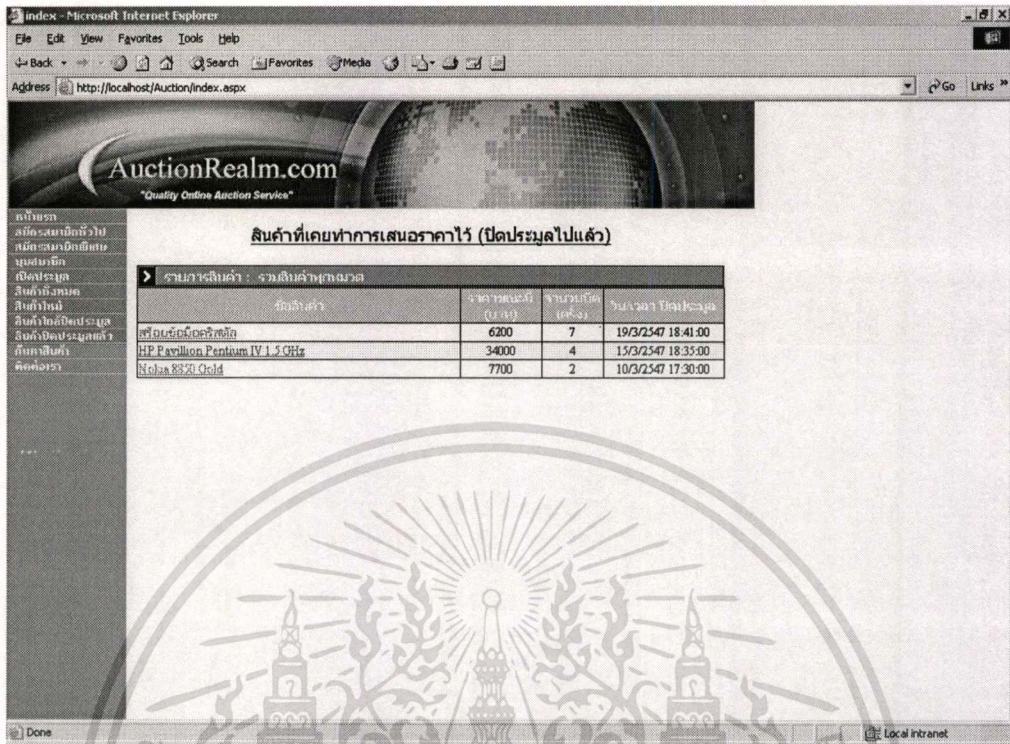 index - Microsoft Internet Explorer
File Edit View Favorites Tools Help
Back Search Favorites Media
Address http://localhost/Auction/index.aspx Go Links »
AuctionRealm.com
"Quality Online Auction Service"
หน้าแรก
สมัครสมาชิกทั่วไป
สมัครสมาชิกพิเศษ
มุมสมาชิก
เปิดประมูล
สินค้าทั้งหมด
สินค้าใหม่
สินค้าใกล้ปิดประมูล
สินค้าปิดประมูลแล้ว
ค้นหาสินค้า
ติดต่อเรา
สินค้าที่เคยทำการเสนอราคาไว้ (ปิดประมูลไปแล้ว)
รายการสินค้า : รวมสินค้าทุกหมวด
ชื่อสินค้า ราคาขณะนี้ (บาท) จำนวนบิด (ครั้ง) วัน/เวลา ปิดประมูล
สร้อยข้อมือคริสตัล 6200 7 19/3/2547 18:41:00
HP Pavillion Pentium IV 1.5 GHz 34000 4 15/3/2547 18:35:00
Nokia 8850 Gold 7700 2 10/3/2547 17:30:00
Done Local intranet